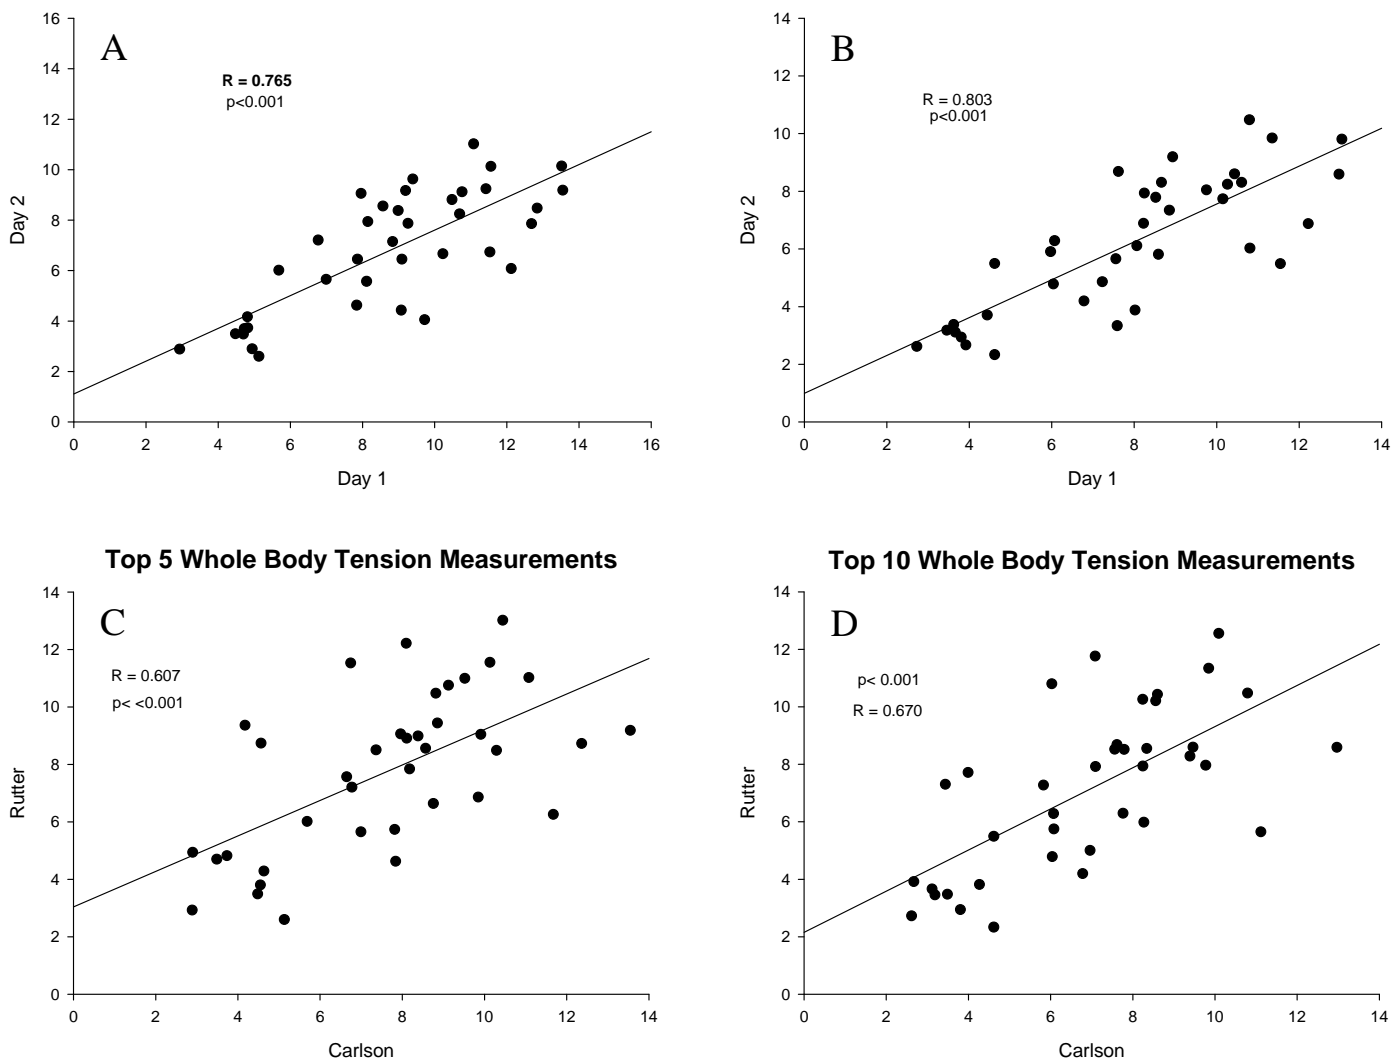 A
R = 0.765
p<0.001
Day 2
16
14
12
10
8
6
4
2
0
0 2 4 6 8 10 12 14 16
Day 1
B
R = 0.803
p<0.001
Day 2
14
12
10
8
6
4
2
0
0 2 4 6 8 10 12 14
Day 1
Top 5 Whole Body Tension Measurements
C
R = 0.607
p< <0.001
Rutter
14
12
10
8
6
4
2
0
0 2 4 6 8 10 12 14
Carlson
Top 10 Whole Body Tension Measurements
D
p< 0.001
R = 0.670
Rutter
14
12
10
8
6
4
2
0
0 2 4 6 8 10 12 14
Carlson